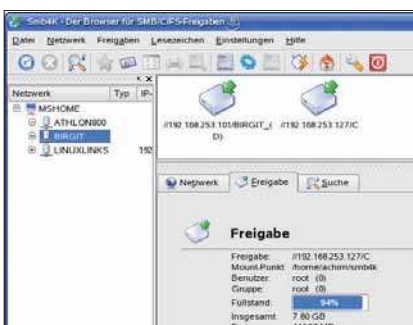 Smb4K - Der Browser für SMB/CIFS-Freigaben
Datei Netzwerk Freigaben Lesezeichen Einstellungen Hilfe
Netzwerk Typ IP-
MSHOME
ATHLON800
BIRGIT
LINUXLINKS 192
//192.168.253.101/BIRGIT_(
D)
//192.168.253.127/C
Netzwerk Freigabe Suche
Freigabe
Freigabe: //192.168.253.127/C
Mount-Punkt: /home/achim/smb4k
Benutzer: root (0)
Gruppe: root (0)
Füllstand: 94%
Insgesamt 7.60 GB